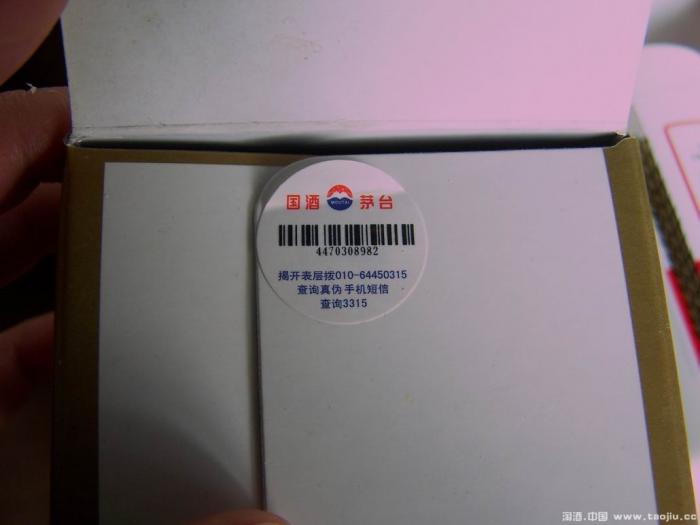 国酒 MOUTAI 茅台
4470308982
揭开表层拨010-64450315
查询真伪 手机短信
查询3315
淘酒.中国 www.taojiu.cc